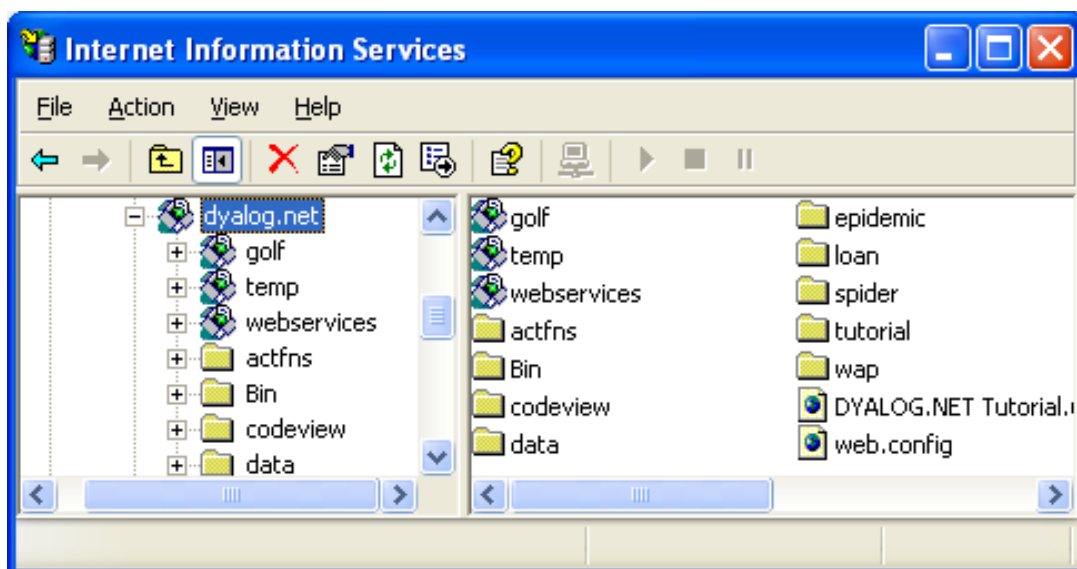 Internet Information Services
File Action View Help
dyalog.net
golf
temp
webservices
actfns
Bin
codeview
data
golf
temp
webservices
actfns
Bin
codeview
data
epidemic
loan
spider
tutorial
wap
DYALOG.NET Tutorial.
web.config